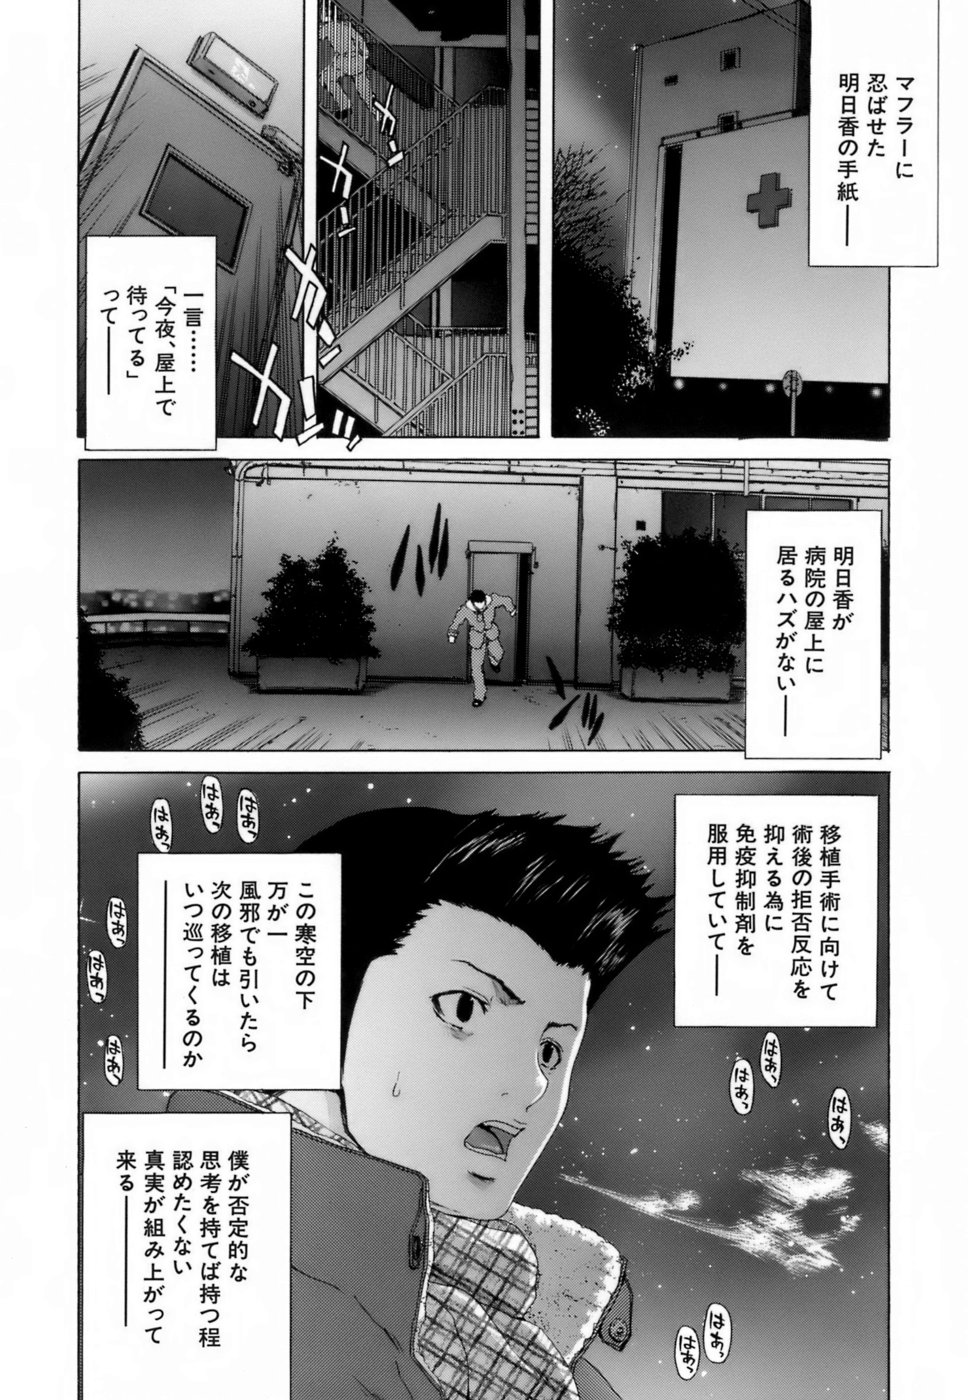 マフラーに
忍ばせた
明日香の手紙——
カッ
カッ
カッ
カッ
カッ
一言……
「今夜、屋上で
待ってる」
って——
明日香が
病院の屋上に
居るハズがない——
移植手術に向けて
術後の拒否反応を
抑える為に
免疫抑制剤を
服用していて——
はあっ
はあっ
はあっ
この寒空の下
万が一
風邪でも引いたら
次の移植は
いつ巡ってくるのか
——
はあっ
はあっ
はあっ
はあっ
はあっ
はあっ
僕が否定的な
思考を持てば持つ程
認めたくない
真実が組み上がって
来る——
はあっ
はあっ